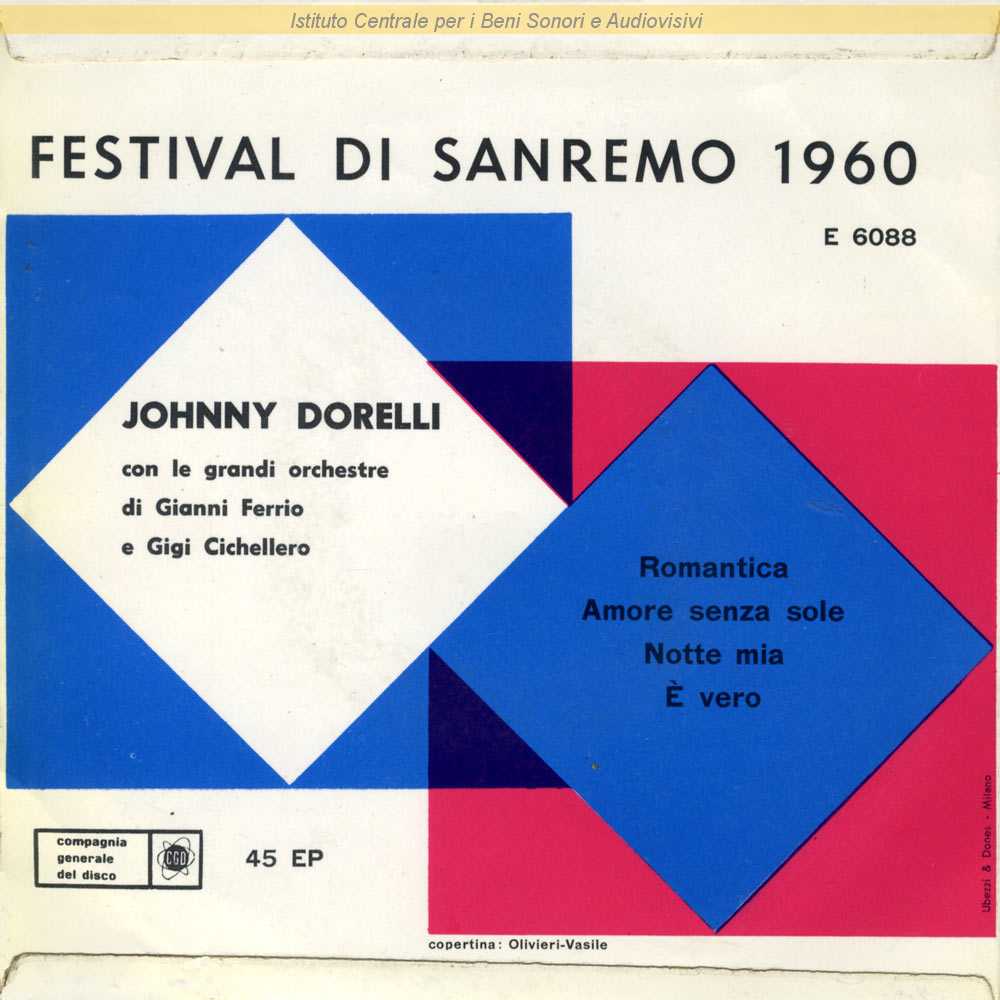 Istituto Centrale per i Beni Sonori e Audiovisivi
FESTIVAL DI SANREMO 1960
E 6088
JOHNNY DORELLI
con le grandi orchestre
di Gianni Ferrio
e Gigi Cichellero
Romantica
Amore senza sole
Notte mia
È vero
compagnia
generale
del disco
CGD
45 EP
copertina: Olivieri-Vasile
Ubezzi & Dones - Milano